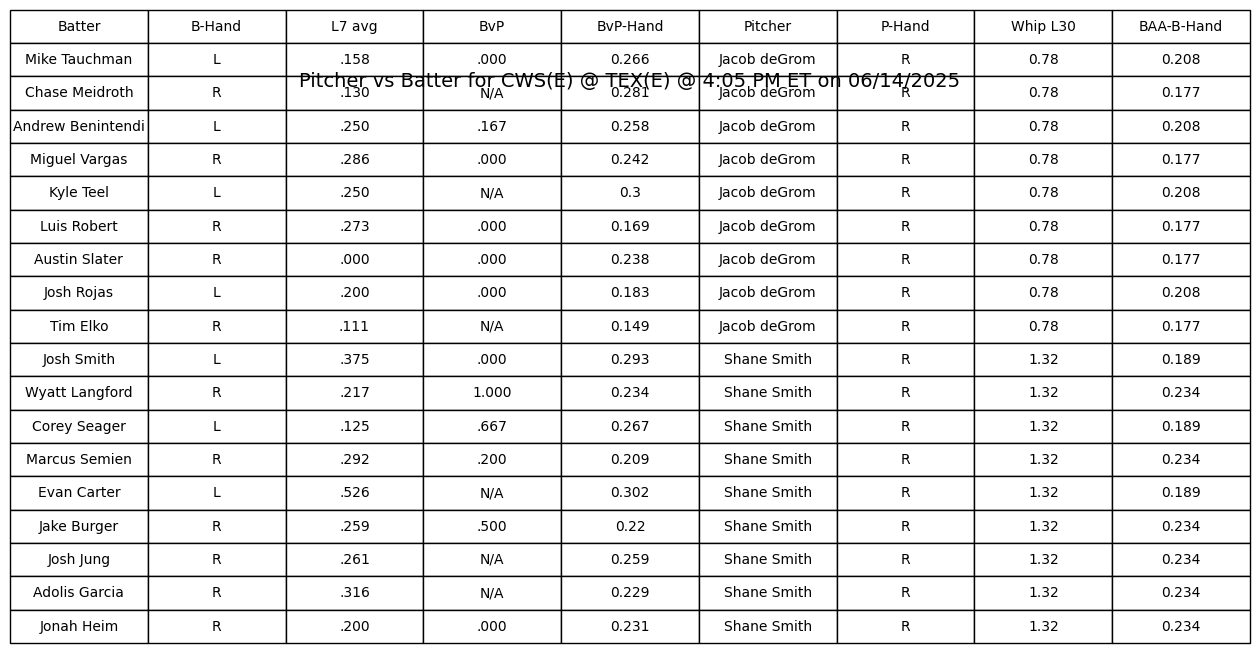 Batter B-Hand L7 avg BvP BvP-Hand Pitcher P-Hand Whip L30 BAA-B-Hand
Mike Tauchman L .158 .000 0.266 Jacob deGrom R 0.78 0.208
Pitcher vs Batter for CWS(E) @ TEX(E) @ 4:05 PM ET on 06/14/2025
Chase Meidroth R .130 N/A 0.281 Jacob deGrom R 0.78 0.177
Andrew Benintendi L .250 .167 0.258 Jacob deGrom R 0.78 0.208
Miguel Vargas R .286 .000 0.242 Jacob deGrom R 0.78 0.177
Kyle Teel L .250 N/A 0.3 Jacob deGrom R 0.78 0.208
Luis Robert R .273 .000 0.169 Jacob deGrom R 0.78 0.177
Austin Slater R .000 .000 0.238 Jacob deGrom R 0.78 0.177
Josh Rojas L .200 .000 0.183 Jacob deGrom R 0.78 0.208
Tim Elko R .111 N/A 0.149 Jacob deGrom R 0.78 0.177
Josh Smith L .375 .000 0.293 Shane Smith R 1.32 0.189
Wyatt Langford R .217 1.000 0.234 Shane Smith R 1.32 0.234
Corey Seager L .125 .667 0.267 Shane Smith R 1.32 0.189
Marcus Semien R .292 .200 0.209 Shane Smith R 1.32 0.234
Evan Carter L .526 N/A 0.302 Shane Smith R 1.32 0.189
Jake Burger R .259 .500 0.22 Shane Smith R 1.32 0.234
Josh Jung R .261 N/A 0.259 Shane Smith R 1.32 0.234
Adolis Garcia R .316 N/A 0.229 Shane Smith R 1.32 0.234
Jonah Heim R .200 .000 0.231 Shane Smith R 1.32 0.234